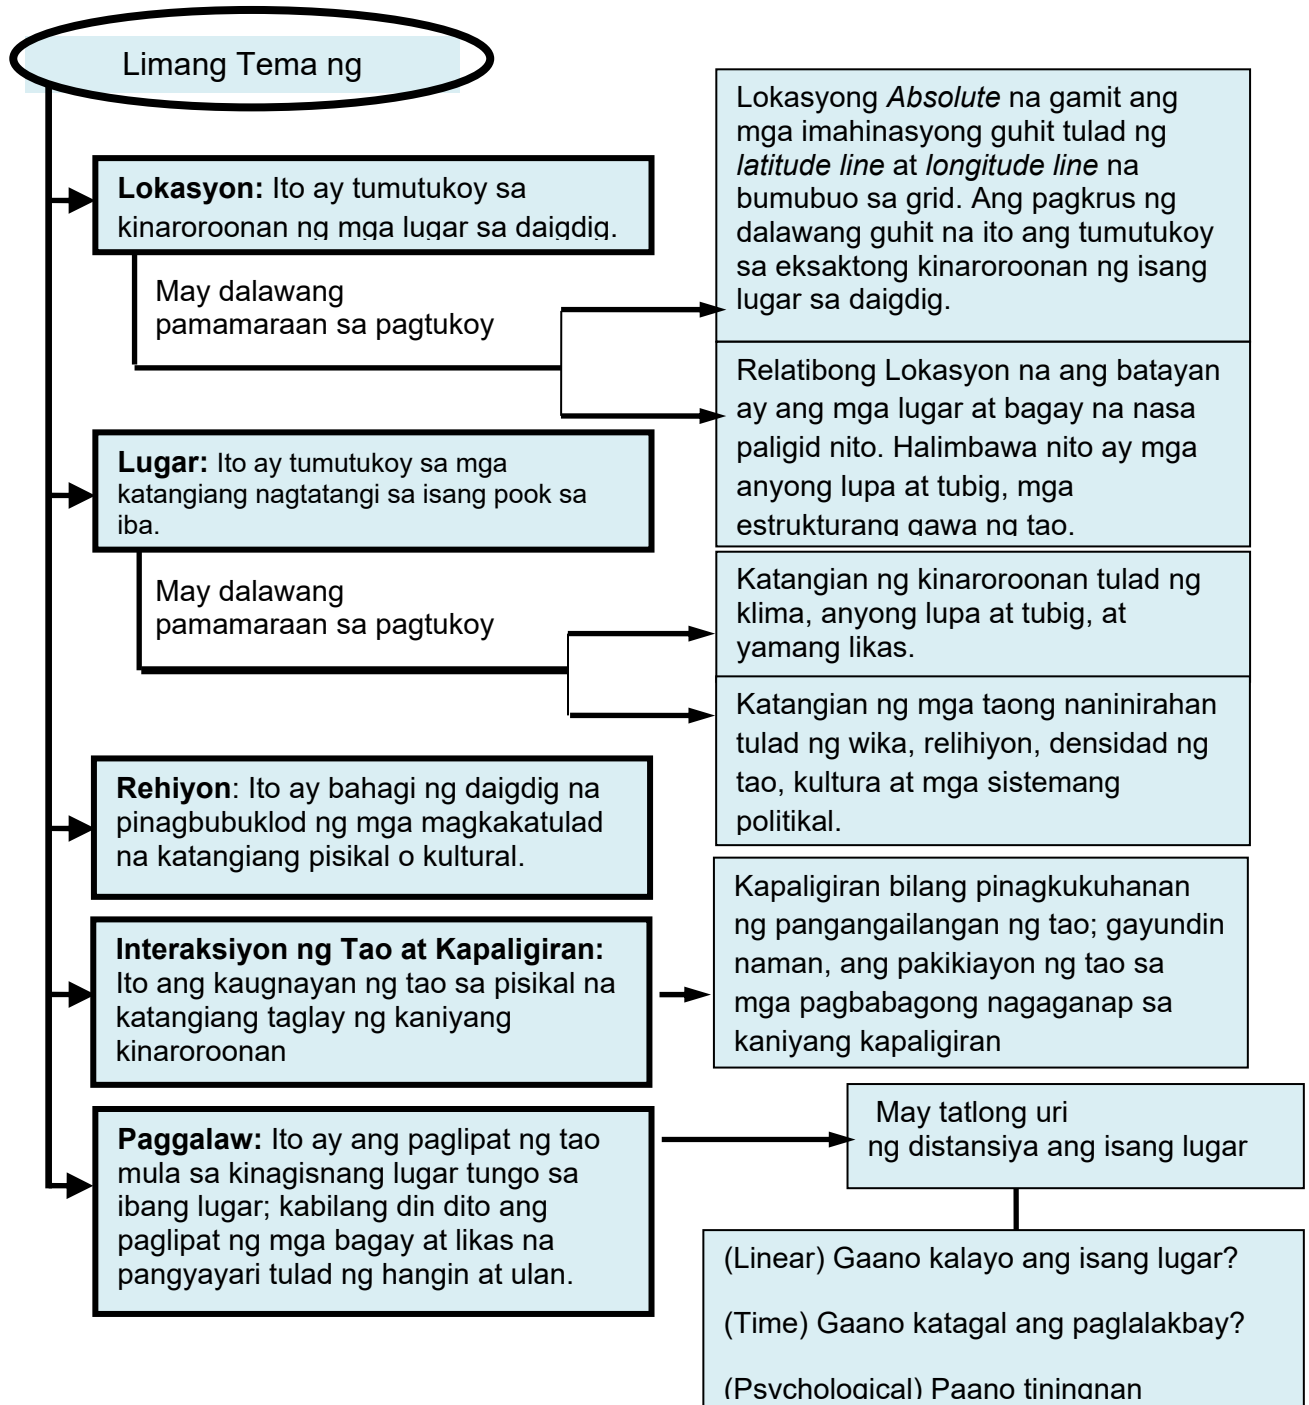 Limang Tema ng
Lokasyon: Ito ay tumutukoy sa
kinaroroonan ng mga lugar sa daigdig.
May dalawang
pamamaraan sa pagtukoy
Lokasyong Absolute na gamit ang
mga imahinasyong guhit tulad ng
latitude line at longitude line na
bumubuo sa grid. Ang pagkrus ng
dalawang guhit na ito ang tumutukoy
sa eksaktong kinaroroonan ng isang
lugar sa daigdig.
Relatibong Lokasyon na ang batayan
ay ang mga lugar at bagay na nasa
paligid nito. Halimbawa nito ay mga
anyong lupa at tubig, mga
estrukturang gawa ng tao.
Lugar: Ito ay tumutukoy sa mga
katangiang nagtatangi sa isang pook sa
iba.
May dalawang
pamamaraan sa pagtukoy
Katangian ng kinaroroonan tulad ng
klima, anyong lupa at tubig, at
yamang likas.
Katangian ng mga taong naninirahan
tulad ng wika, relihiyon, densidad ng
tao, kultura at mga sistemang
politikal.
Rehiyon: Ito ay bahagi ng daigdig na
pinagbubuklod ng mga magkakatulad
na katangiang pisikal o kultural.
Interaksiyon ng Tao at Kapaligiran:
Ito ang kaugnayan ng tao sa pisikal na
katangiang taglay ng kaniyang
kinaroroonan
Kapaligiran bilang pinagkukuhanan
ng pangangailangan ng tao; gayundin
naman, ang pakikiayon ng tao sa
mga pagbabagong nagaganap sa
kaniyang kapaligiran
Paggalaw: Ito ay ang paglipat ng tao
mula sa kinagisnang lugar tungo sa
ibang lugar; kabilang din dito ang
paglipat ng mga bagay at likas na
pangyayari tulad ng hangin at ulan.
May tatlong uri
ng distansiya ang isang lugar
(Linear) Gaano kalayo ang isang lugar?
(Time) Gaano katagal ang paglalakbay?
(Psychological) Paano tiningnan